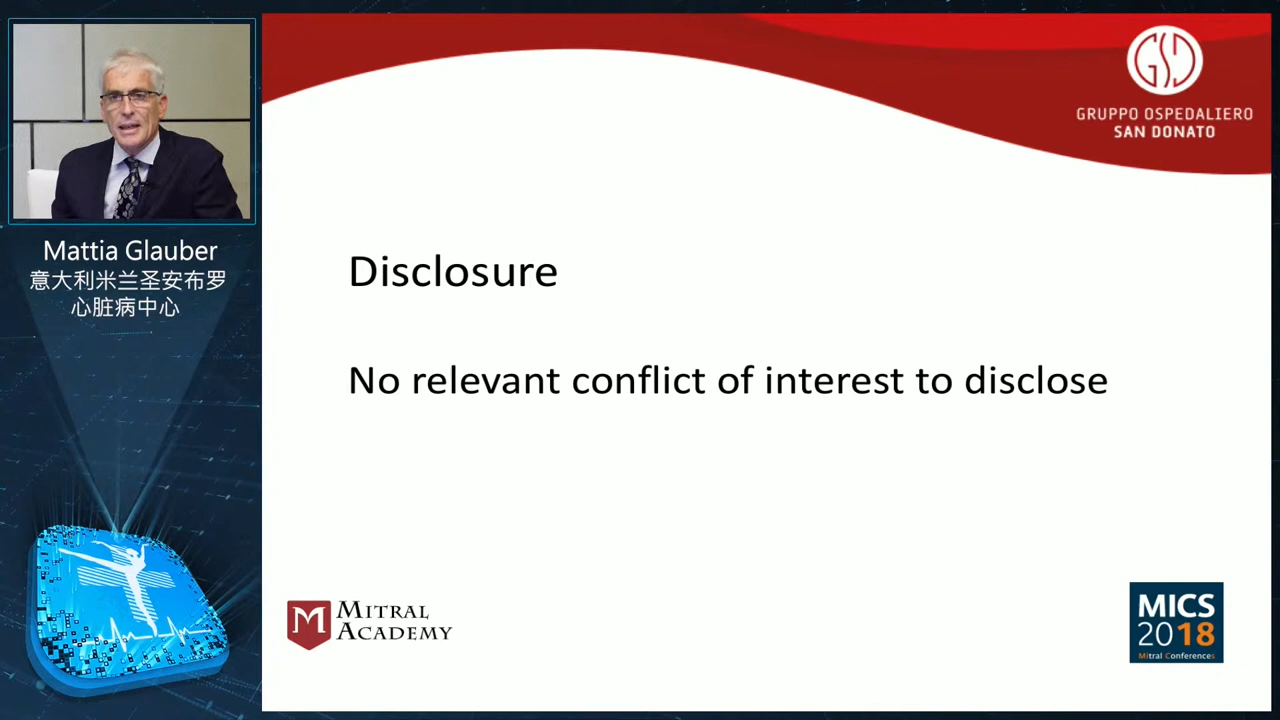 GSD
GRUPPO OSPEDALIERO
SAN DONATO
Mattia Glauber
意大利米兰圣安布罗
心脏病中心
Disclosure
No relevant conflict of interest to disclose
M MITRAL
ACADEMY
MICS
2018
Mitral Conferences